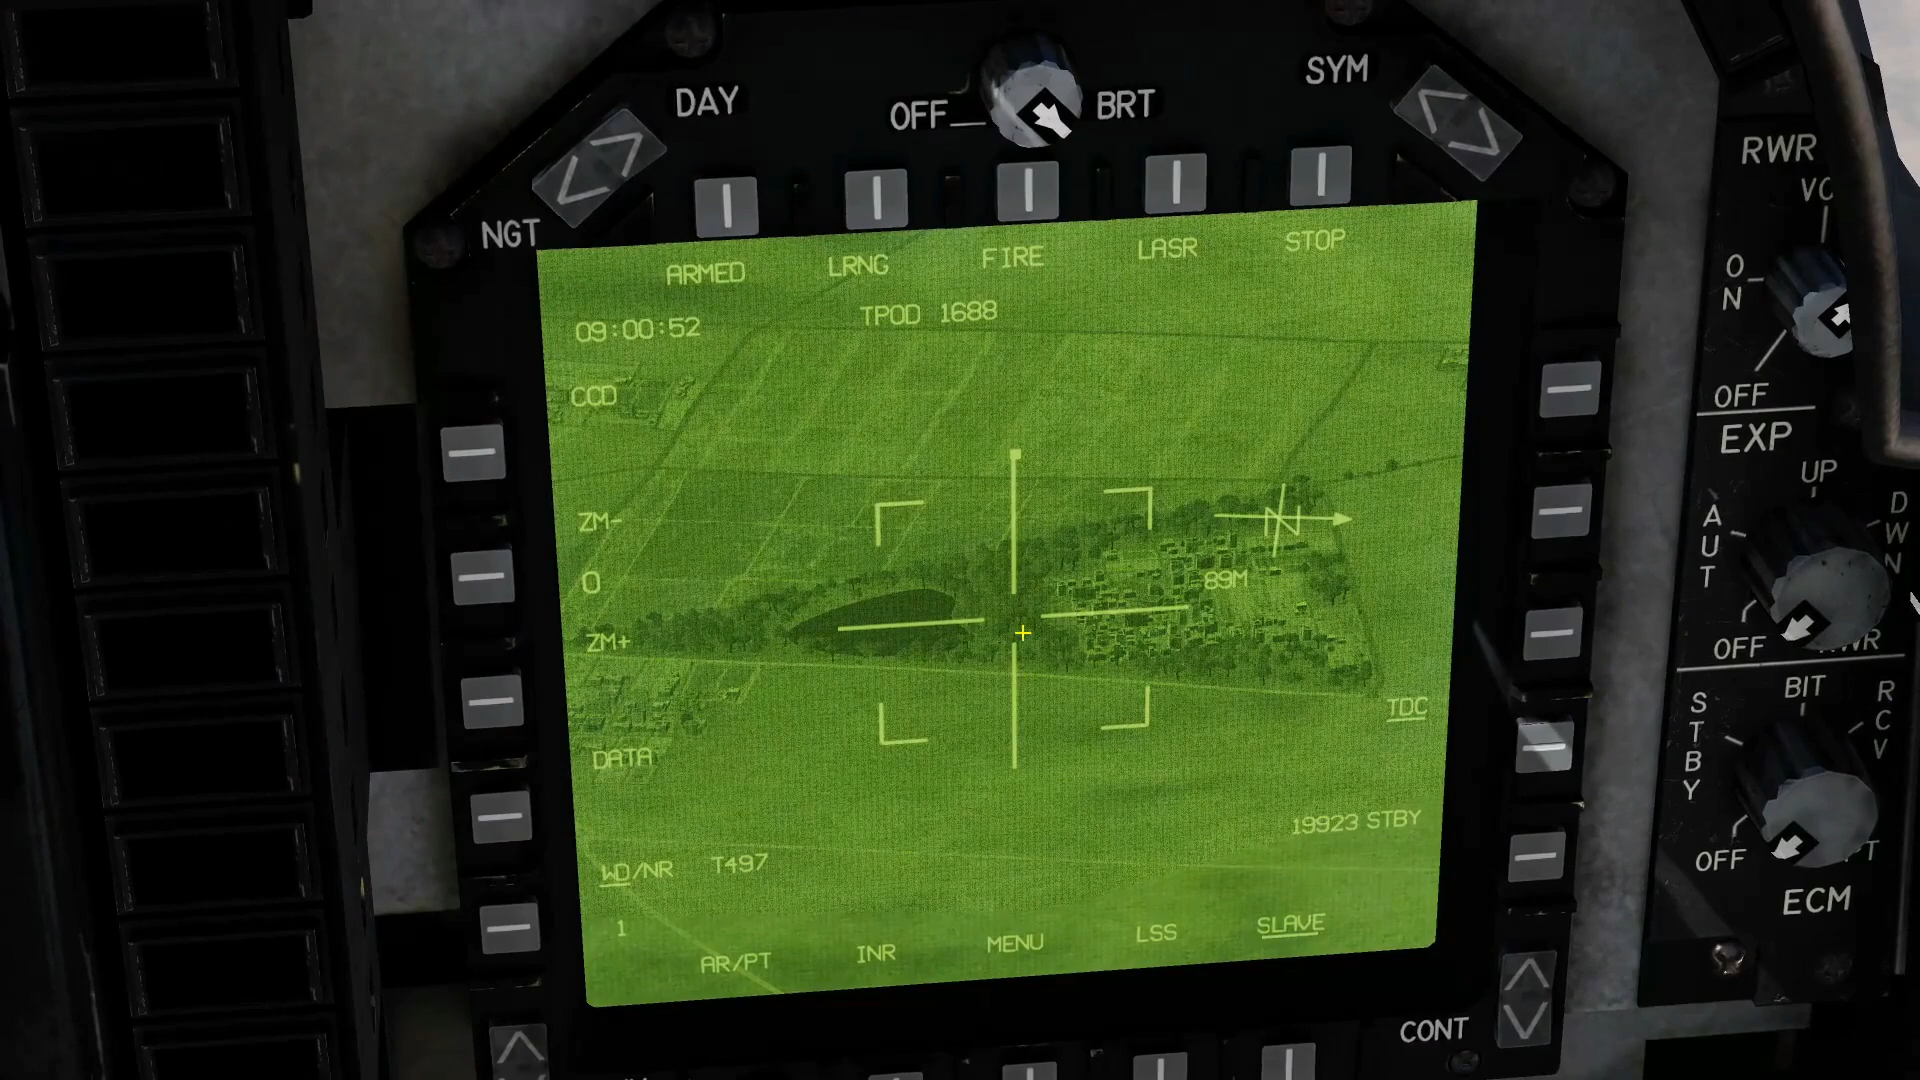 DAY
OFF
BRT
SYM
NGT
ARMED LRNG FIRE LASR STOP
09:00:52
TPOD 1688
CCD
N
ZM-
0
89M
ZM+
TDC
DATA
19923 STBY
WD/NR T497
1
AR/PT INR MENU LSS SLAVE
CONT
RWR
ON
OFF
EXP
UP
AUT
DWN
OFF
BIT
STBY
RCV
OFF
ECM